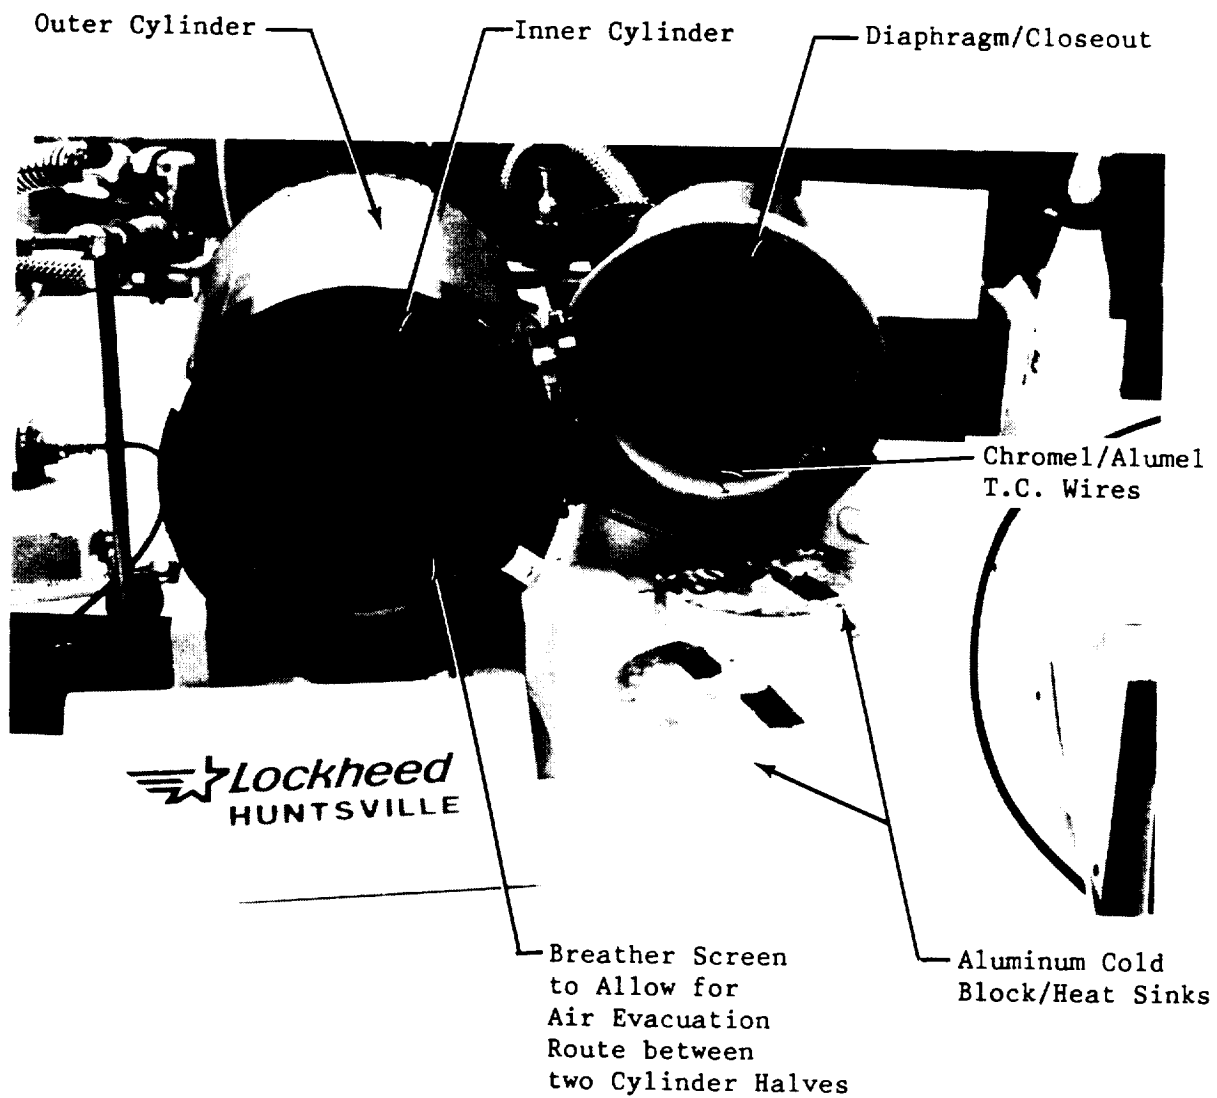 Outer Cylinder
Inner Cylinder
Diaphragm/Closeout
Chromel/Alumel
T.C. Wires
Lockheed
HUNTSVILLE
Breather Screen
to Allow for
Air Evacuation
Route between
two Cylinder Halves
Aluminum Cold
Block/Heat Sinks